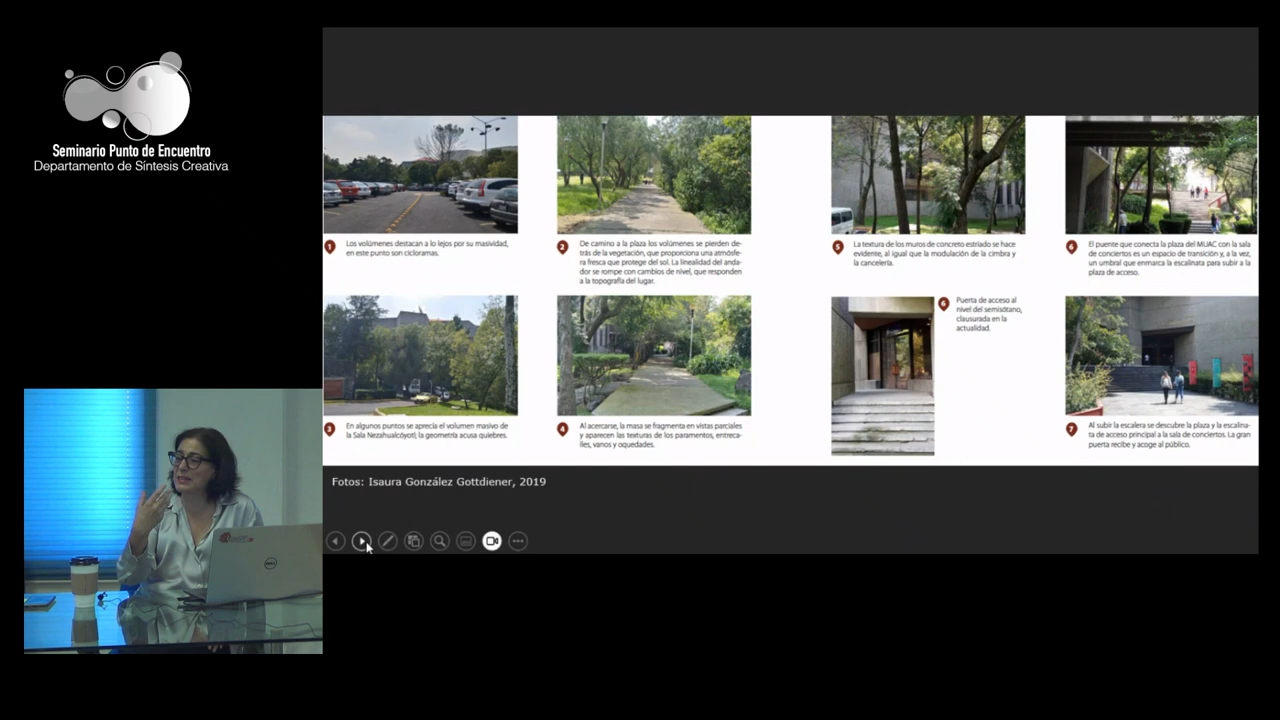 Seminario Punto de Encuentro
Departamento de Síntesis Creativa
1
Los volúmenes destacan a lo lejos por su masividad,
en este punto son cicloramas.
2
De camino a la plaza los volúmenes se pierden de-
trás de la vegetación, que proporciona una atmósfe-
ra fresca que protege del sol. La linealidad del anda-
dor se rompe con cambios de nivel, que responden
a la topografía del lugar.
5
La textura de los muros de concreto estriado se hace
evidente, al igual que la modulación de la cimbra y
la cancelería.
6
El puente que conecta la plaza del MUAC con la sala
de conciertos es un espacio de transición y, a la vez,
un umbral que enmarca la escalinata para subir a la
plaza de acceso.
3
En algunos puntos se aprecia el volumen masivo de
la Sala Nezahualcóyotl; la geometría acusa quiebres.
4
Al acercarse, la masa se fragmenta en vistas parciales
y aparecen las texturas de los paramentos, entreca-
lles, vanos y oquedades.
6
Puerta de acceso al
nivel del semisótano,
clausurada en la
actualidad.
7
Al subir la escalera se descubre la plaza y la escalina-
ta de acceso principal a la sala de conciertos. La gran
puerta recibe y acoge al público.
Fotos: Isaura González Gottdiener, 2019
DELL